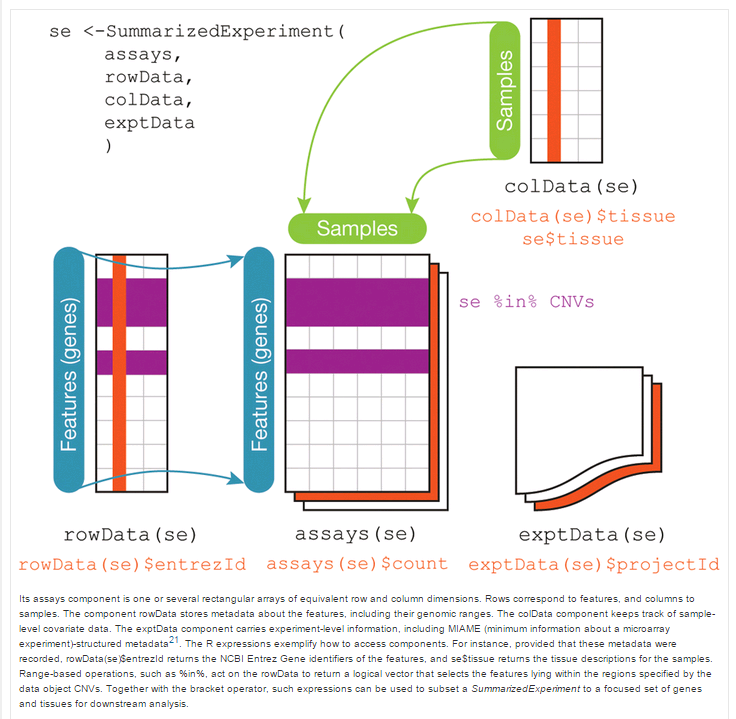 se <-SummarizedExperiment(
assays,
rowData,
colData,
exptData
)
Samples
colData(se)
colData(se)$tissue
se$tissue
Samples
Features (genes)
Features (genes)
se %in% CNVs
rowData(se)
assays(se)
exptData(se)
rowData(se)$entrezId
assays(se)$count
exptData(se)$projectId
Its assays component is one or several rectangular arrays of equivalent row and column dimensions. Rows correspond to features, and columns to
samples. The component rowData stores metadata about the features, including their genomic ranges. The colData component keeps track of sample-
level covariate data. The exptData component carries experiment-level information, including MIAME (minimum information about a microarray
experiment)-structured metadata21. The R expressions exemplify how to access components. For instance, provided that these metadata were
recorded, rowData(se)$entrezId returns the NCBI Entrez Gene identifiers of the features, and se$tissue returns the tissue descriptions for the samples.
Range-based operations, such as %in%, act on the rowData to return a logical vector that selects the features lying within the regions specified by the
data object CNVs. Together with the bracket operator, such expressions can be used to subset a SummarizedExperiment to a focused set of genes
and tissues for downstream analysis.